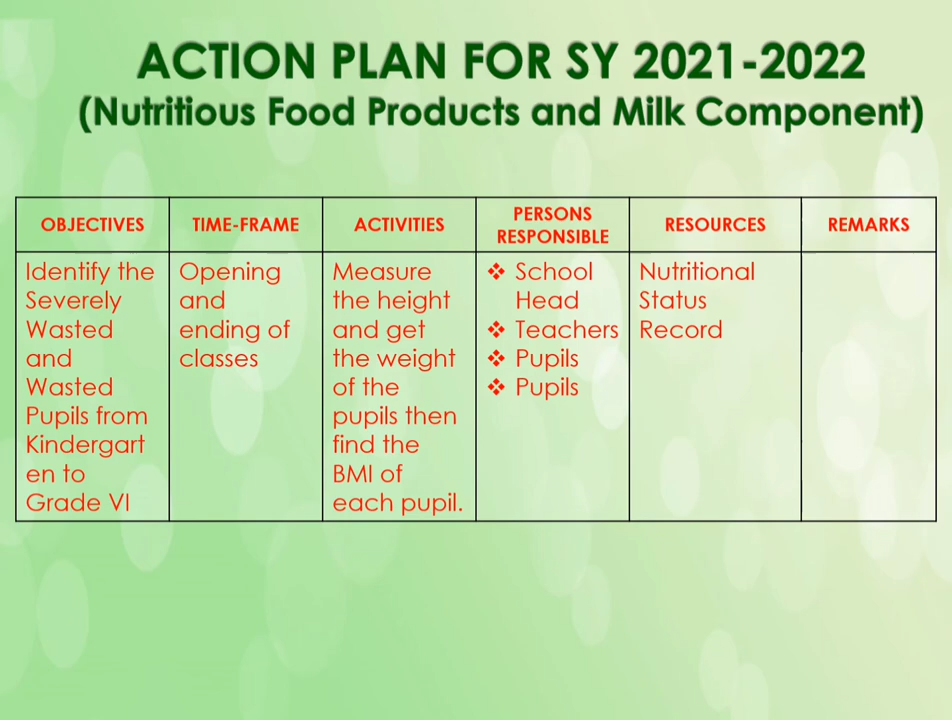 ACTION PLAN FOR SY 2021-2022
(Nutritious Food Products and Milk Component)
OBJECTIVES
TIME-FRAME
ACTIVITIES
PERSONS
RESPONSIBLE
RESOURCES
REMARKS
Identify the
Severely
Wasted
and
Wasted
Pupils from
Kindergart
en to
Grade VI
Opening
and
ending of
classes
Measure
the height
and get
the weight
of the
pupils then
find the
BMI of
each pupil.
❖ School
Head
❖ Teachers
❖ Pupils
❖ Pupils
Nutritional
Status
Record